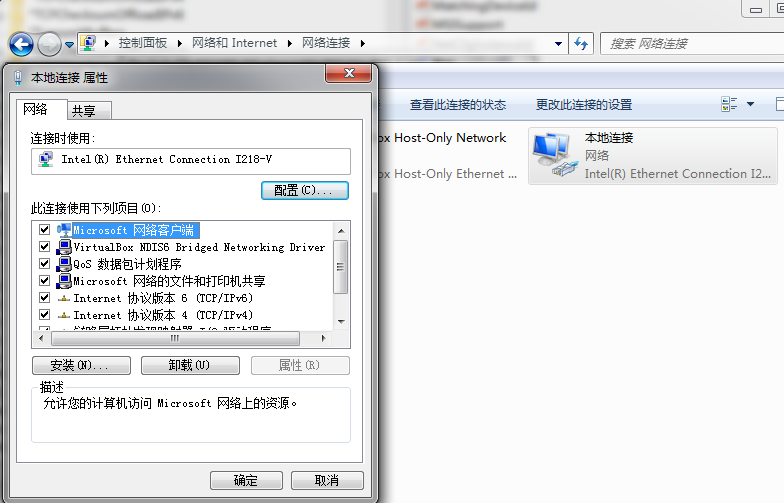 控制面板 网络和 Internet 网络连接 搜索 网络连接
本地连接 属性
网络 共享
连接时使用:
Intel(R) Ethernet Connection I218-V
配置(C)...
此连接使用下列项目(O):
Microsoft 网络客户端
VirtualBox NDIS6 Bridged Networking Driver
QoS 数据包计划程序
Microsoft 网络的文件和打印机共享
Internet 协议版本 6 (TCP/IPv6)
Internet 协议版本 4 (TCP/IPv4)
安装(N)... 卸载(U) 属性(R)
描述
允许您的计算机访问 Microsoft 网络上的资源。
确定 取消
查看此连接的状态 更改此连接的设置
ox Host-Only Network
ox Host-Only Ethernet ...
本地连接
网络
Intel(R) Ethernet Connection I2...